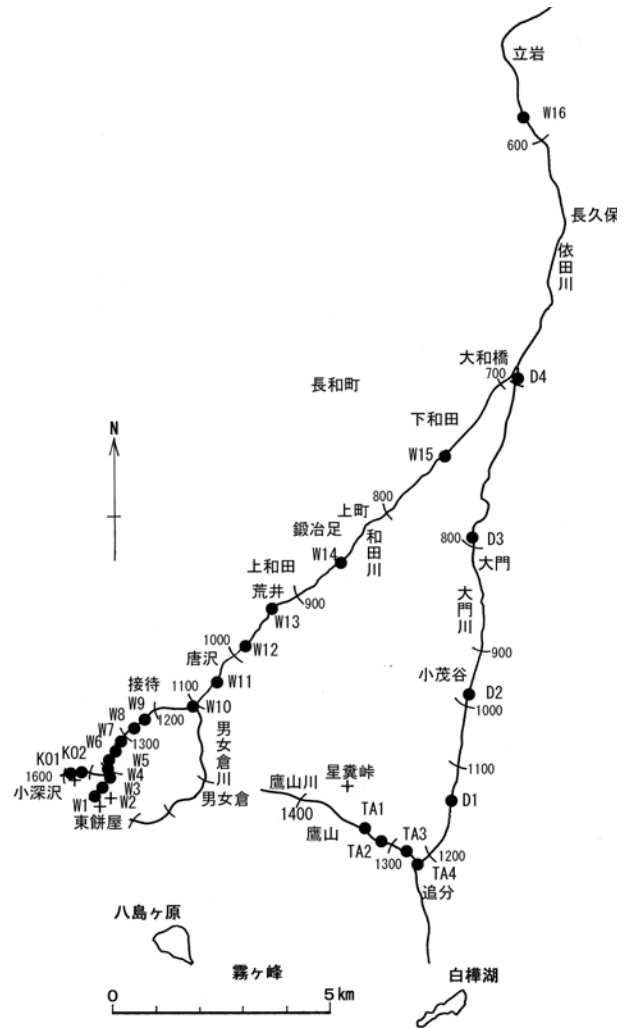 立岩
W16
600
長久保
依田川
大和橋
700
D4
長和町
下和田
W15
N
800
上町
鍛冶足
和田川
W14
800
D3
大門
上和田
荒井
900
W13
大門川
1000
W12
唐沢
900
小茂谷
D2
1000
接待
1100
W11
W10
W9
W8
1200
W7
1300
W6
K02
K01
W5
W4
1600
小深沢
W3
W2
W1
東餅屋
男女倉川
男女倉
1100
星糞峠
鷹山川
1400
D1
鷹山
TA1
TA3
TA2
1300
1200
TA4
追分
八島ヶ原
霧ヶ峰
白樺湖
0
5 km